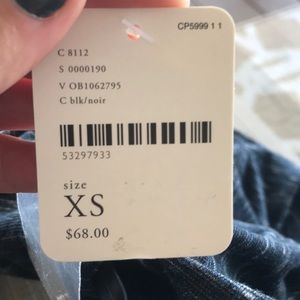 CP5999 1 1
C 8112
S 0000190
V OB1062795
C blk/noir
53297933
size
XS
$68.00